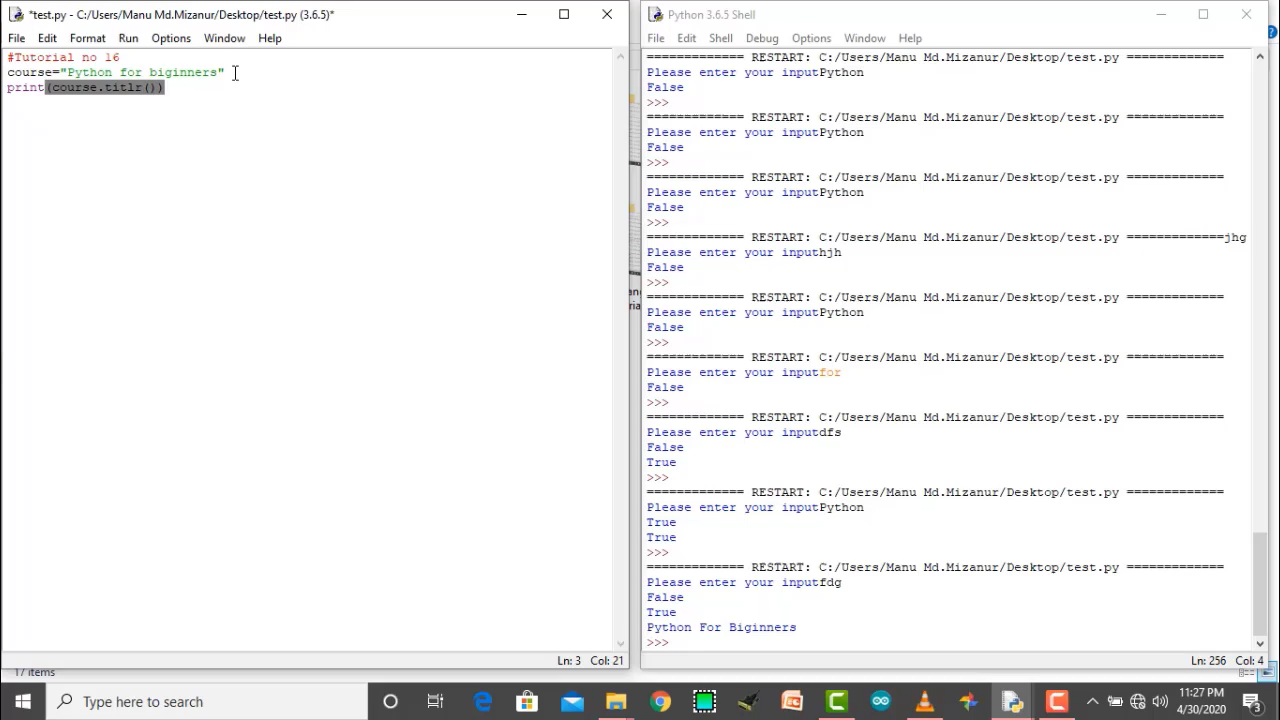 *test.py - C:/Users/Manu Md.Mizanur/Desktop/test.py (3.6.5)*
File Edit Format Run Options Window Help
#Tutorial no 16
course="Python for biginners"
print(course.titlr())
Ln: 3 Col: 21
Python 3.6.5 Shell
File Edit Shell Debug Options Window Help
============= RESTART: C:/Users/Manu Md.Mizanur/Desktop/test.py =============
Please enter your inputPython
False
>>>
============= RESTART: C:/Users/Manu Md.Mizanur/Desktop/test.py =============
Please enter your inputPython
False
>>>
============= RESTART: C:/Users/Manu Md.Mizanur/Desktop/test.py =============
Please enter your inputPython
False
>>>
============= RESTART: C:/Users/Manu Md.Mizanur/Desktop/test.py =============jhg
Please enter your inputhjh
False
>>>
============= RESTART: C:/Users/Manu Md.Mizanur/Desktop/test.py =============
Please enter your inputPython
False
>>>
============= RESTART: C:/Users/Manu Md.Mizanur/Desktop/test.py =============
Please enter your inputfor
False
>>>
============= RESTART: C:/Users/Manu Md.Mizanur/Desktop/test.py =============
Please enter your inputdfs
False
True
>>>
============= RESTART: C:/Users/Manu Md.Mizanur/Desktop/test.py =============
Please enter your inputPython
True
True
>>>
============= RESTART: C:/Users/Manu Md.Mizanur/Desktop/test.py =============
Please enter your inputfdg
False
True
Python For Biginners
>>>
Ln: 256 Col: 4
17 items
Type here to search
11:27 PM
4/30/2020
3